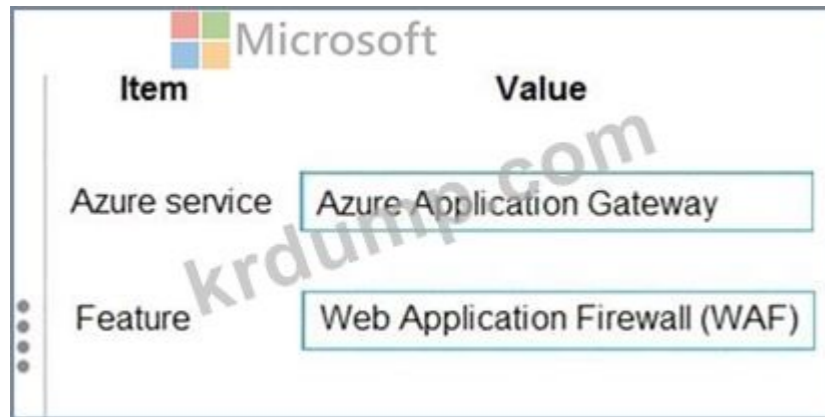 Microsoft
Item Value
Azure service Azure Application Gateway
krdump.com
Feature Web Application Firewall (WAF)